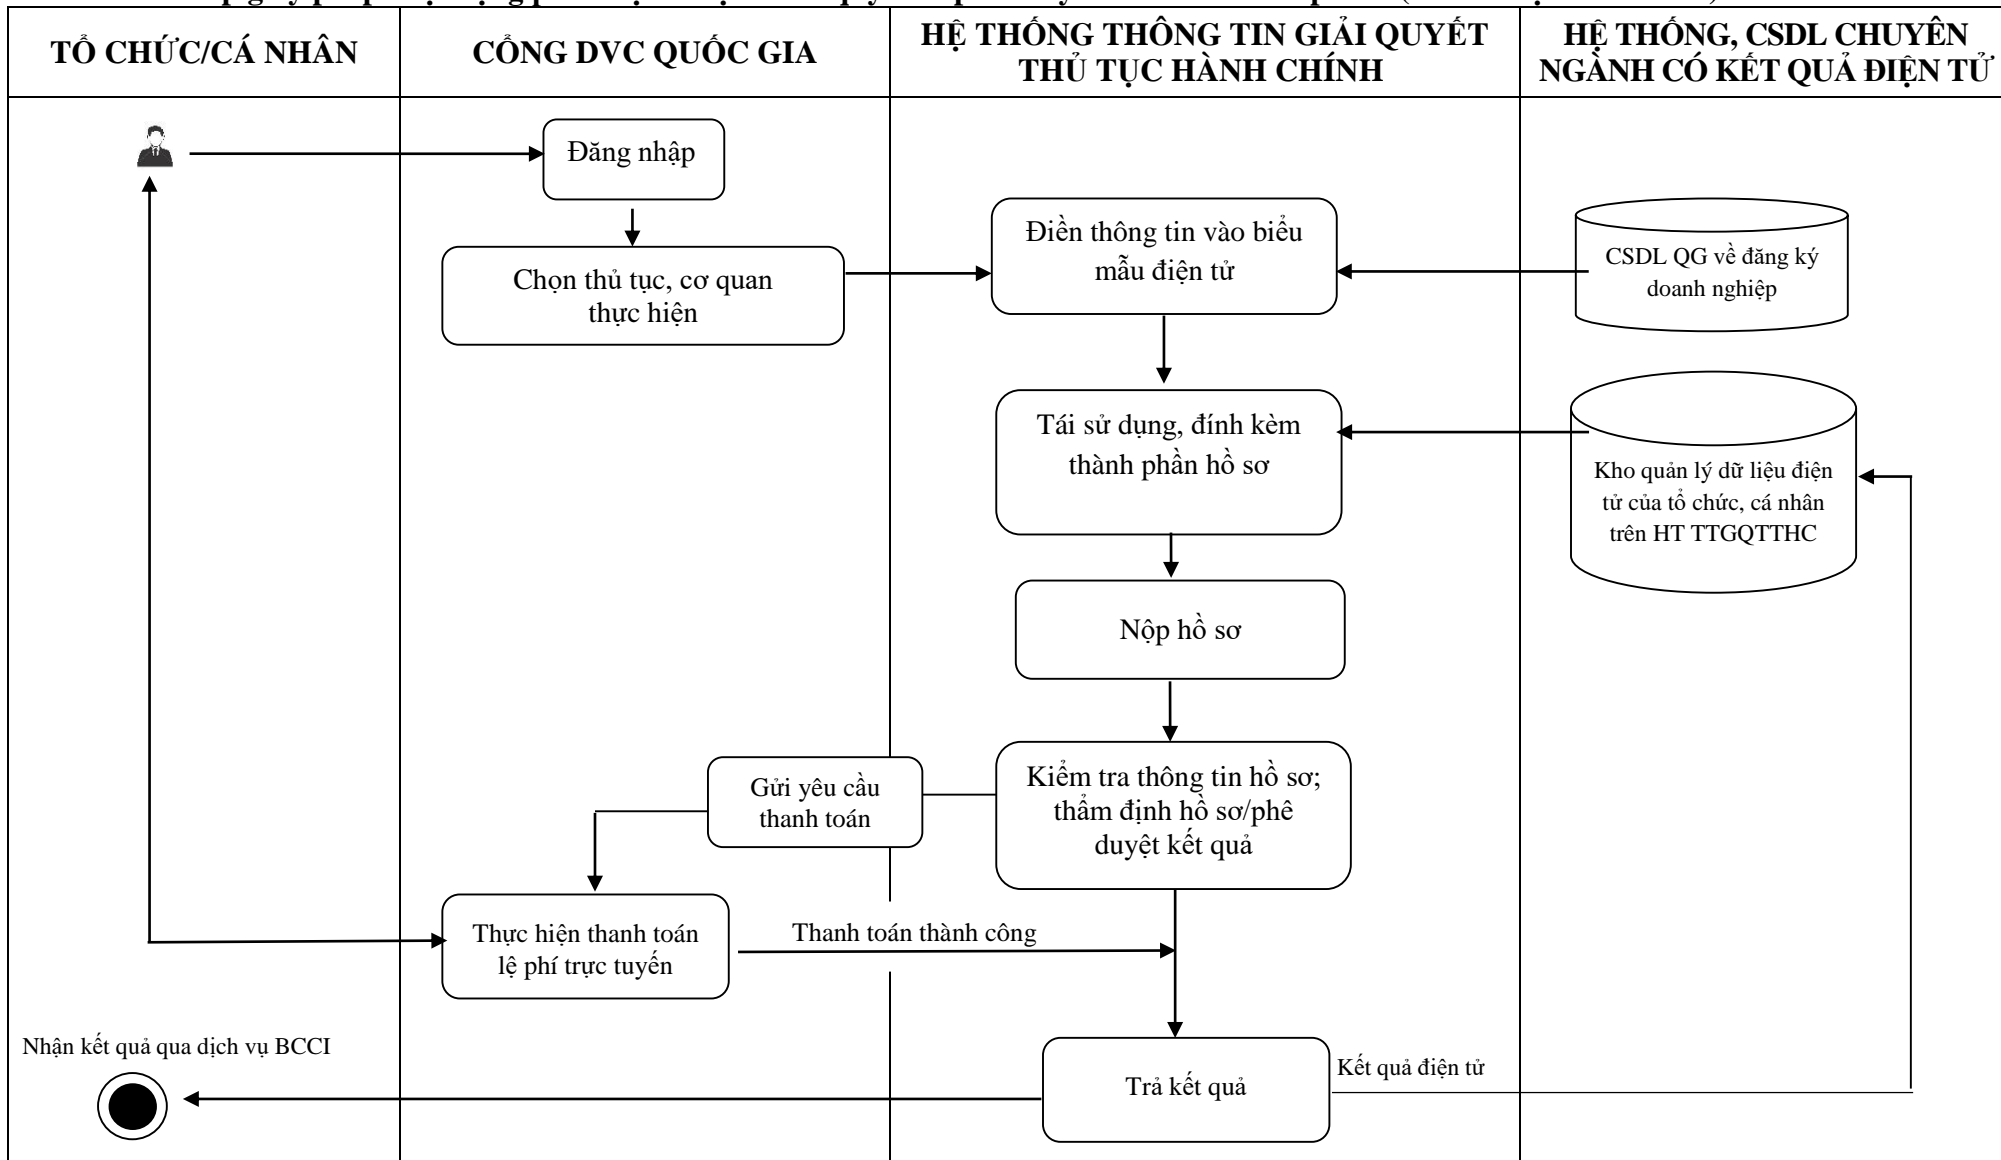 TỔ CHỨC/CÁ NHÂN
CỔNG DVC QUỐC GIA
HỆ THỐNG THÔNG TIN GIẢI QUYẾT
THỦ TỤC HÀNH CHÍNH
HỆ THỐNG, CSDL CHUYÊN
NGÀNH CÓ KẾT QUẢ ĐIỆN TỬ
Đăng nhập
Chọn thủ tục, cơ quan
thực hiện
Điền thông tin vào biểu
mẫu điện tử
CSDL QG về đăng ký
doanh nghiệp
Tái sử dụng, đính kèm
thành phần hồ sơ
Kho quản lý dữ liệu điện
tử của tổ chức, cá nhân
trên HT TTGQTTHC
Nộp hồ sơ
Kiểm tra thông tin hồ sơ;
thẩm định hồ sơ/phê
duyệt kết quả
Gửi yêu cầu
thanh toán
Thực hiện thanh toán
lệ phí trực tuyến
Thanh toán thành công
Nhận kết quả qua dịch vụ BCCI
Trả kết quả
Kết quả điện tử